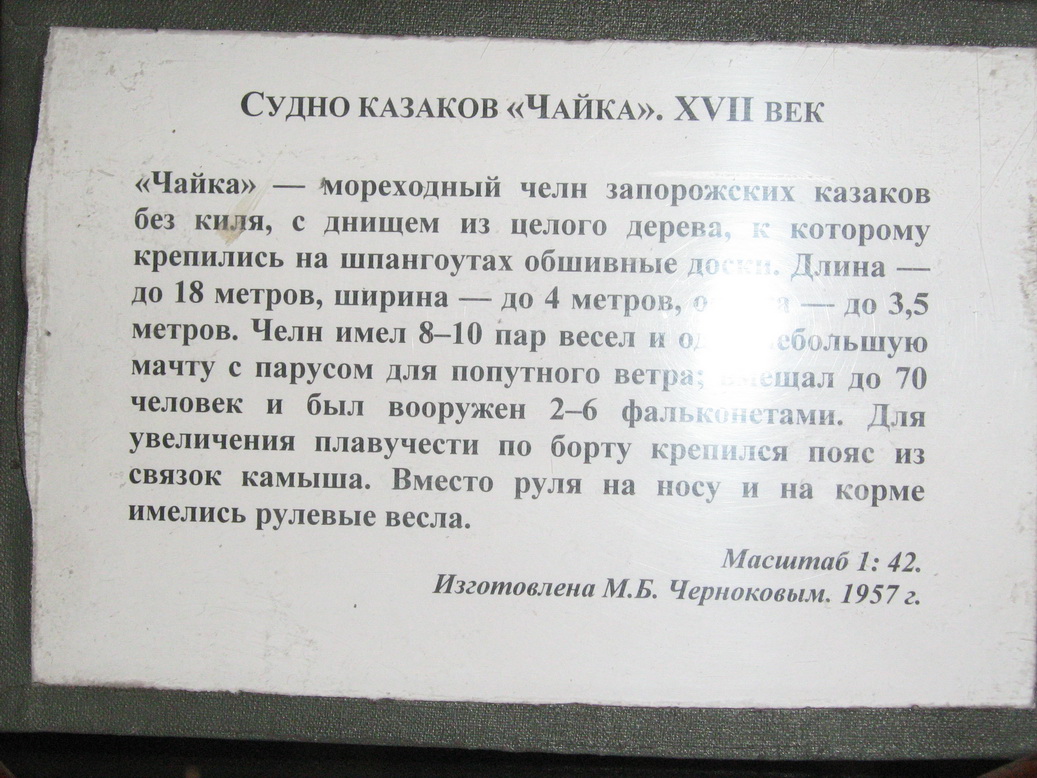 Судно казаков «Чайка». XVII век
«Чайка» — мореходный челн запорожских казаков
без киля, с днищем из целого дерева, к которому
крепились на шпангоутах обшивные доски. Длина —
до 18 метров, ширина — до 4 метров, — до 3,5
метров. Челн имел 8–10 пар весел и небольшую
мачту с парусом для попутного ветра; вмещал до 70
человек и был вооружен 2–6 фальконетами. Для
увеличения плавучести по борту крепился пояс из
связок камыша. Вместо руля на носу и на корме
имелись рулевые весла.
Масштаб 1: 42.
Изготовлена М.Б. Черноковым. 1957 г.